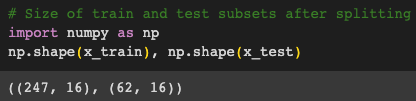 # Size of train and test subsets after splitting
import numpy as np
np.shape(x_train), np.shape(x_test)
((247, 16), (62, 16))